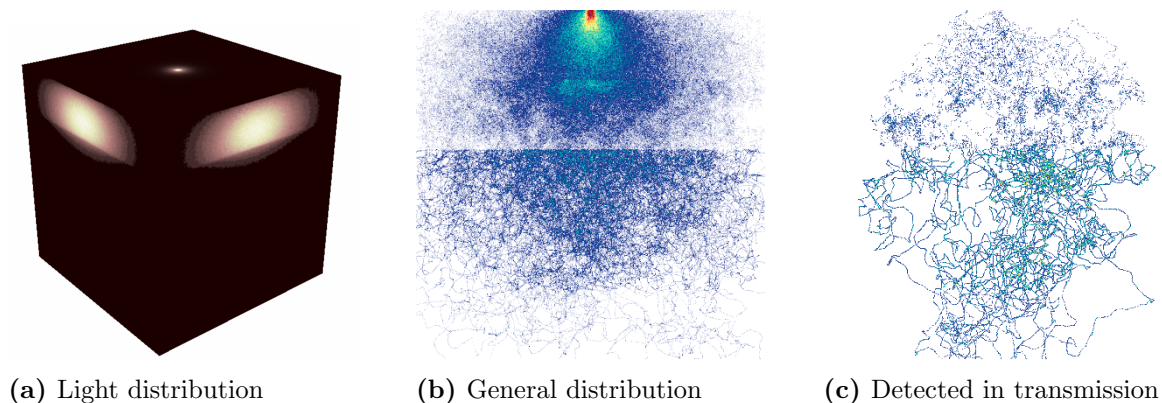 (a) Light distribution
(b) General distribution
(c) Detected in transmission